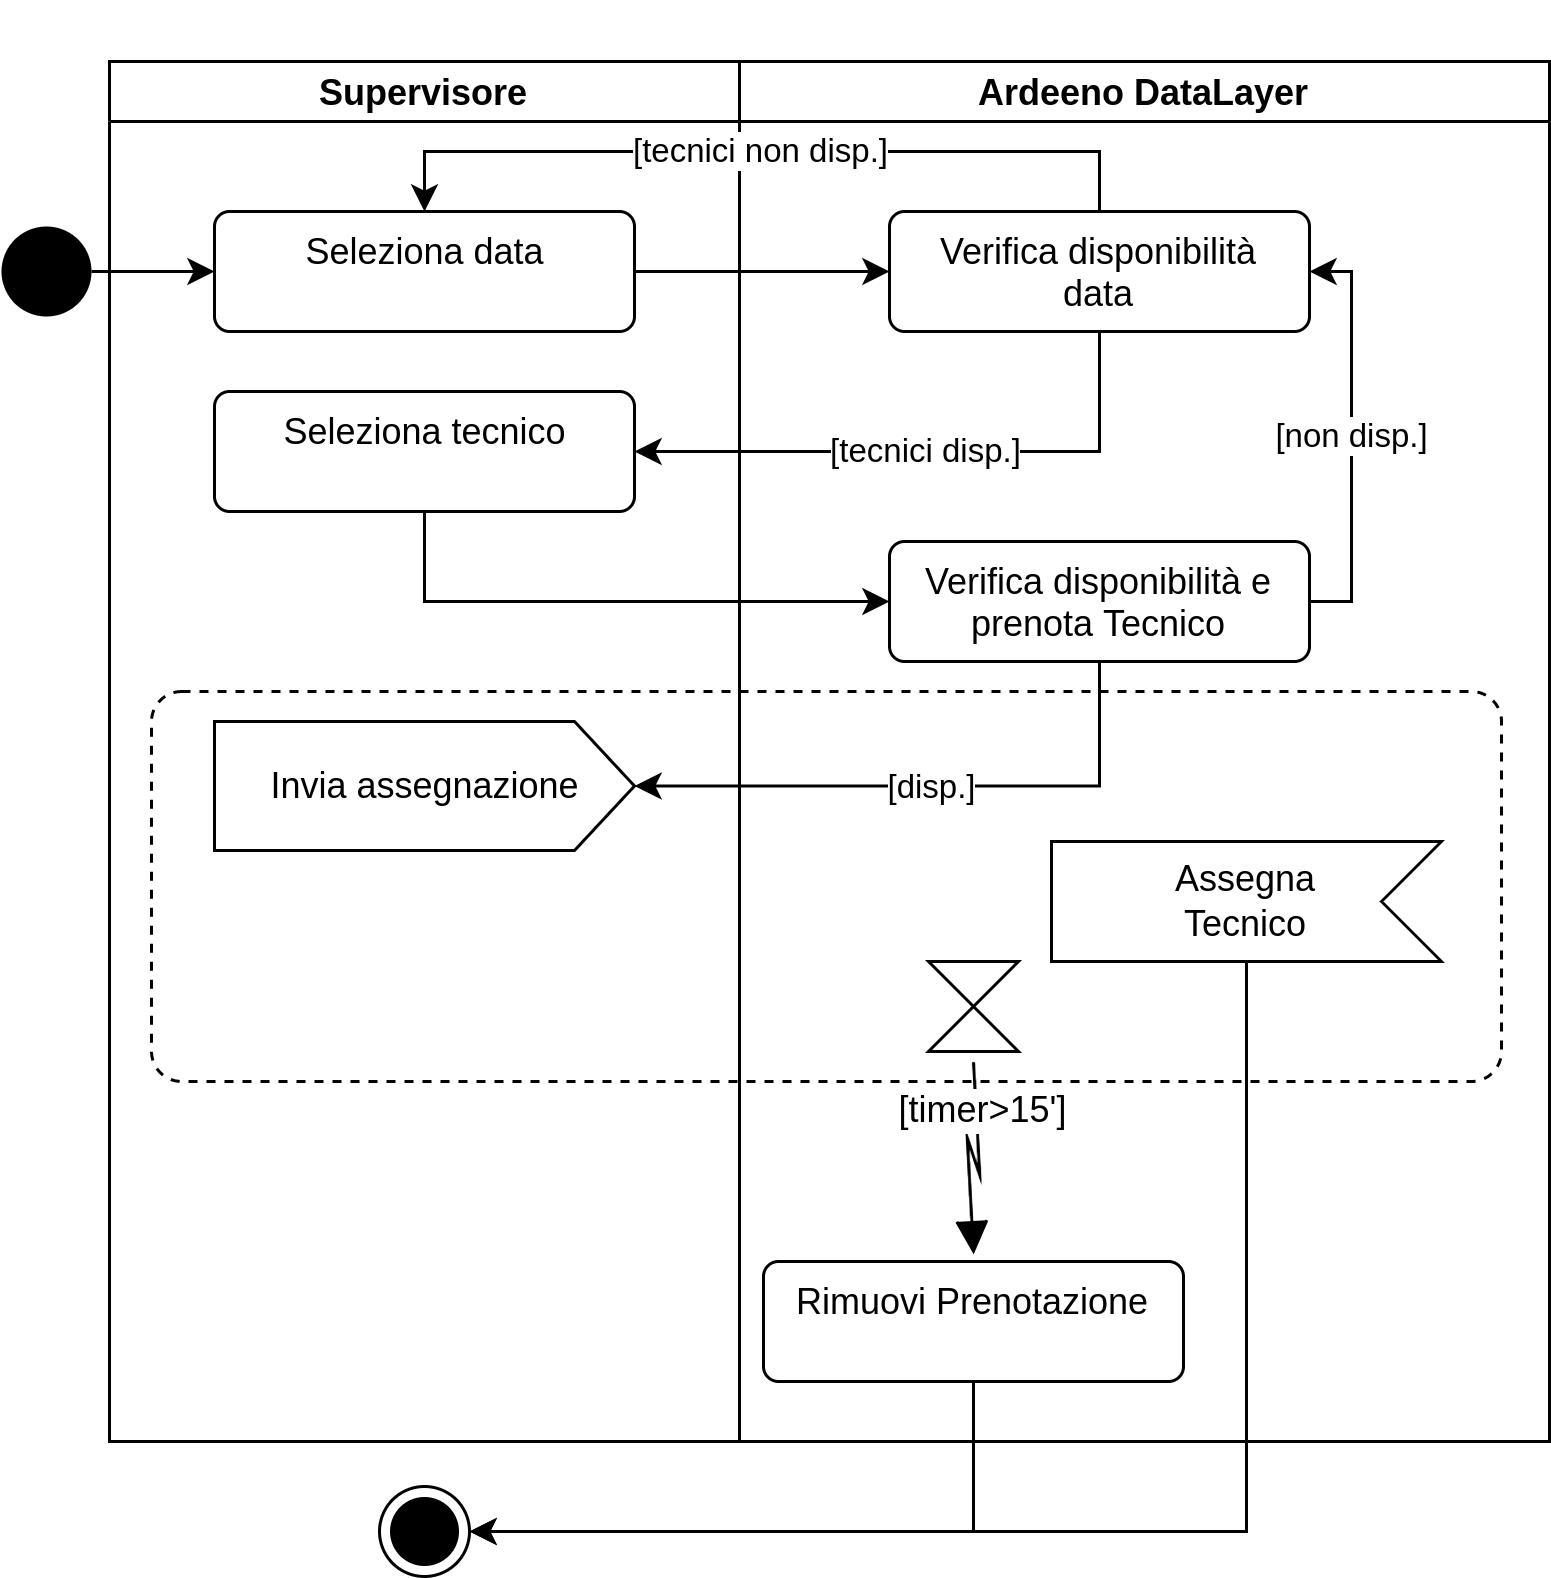 Supervisore
Ardeeno DataLayer
[tecnici non disp.]
Seleziona data
Verifica disponibilità
data
Seleziona tecnico
[tecnici disp.]
[non disp.]
Verifica disponibilità e
prenota Tecnico
Invia assegnazione
[disp.]
Assegna
Tecnico
[timer>15']
Rimuovi Prenotazione